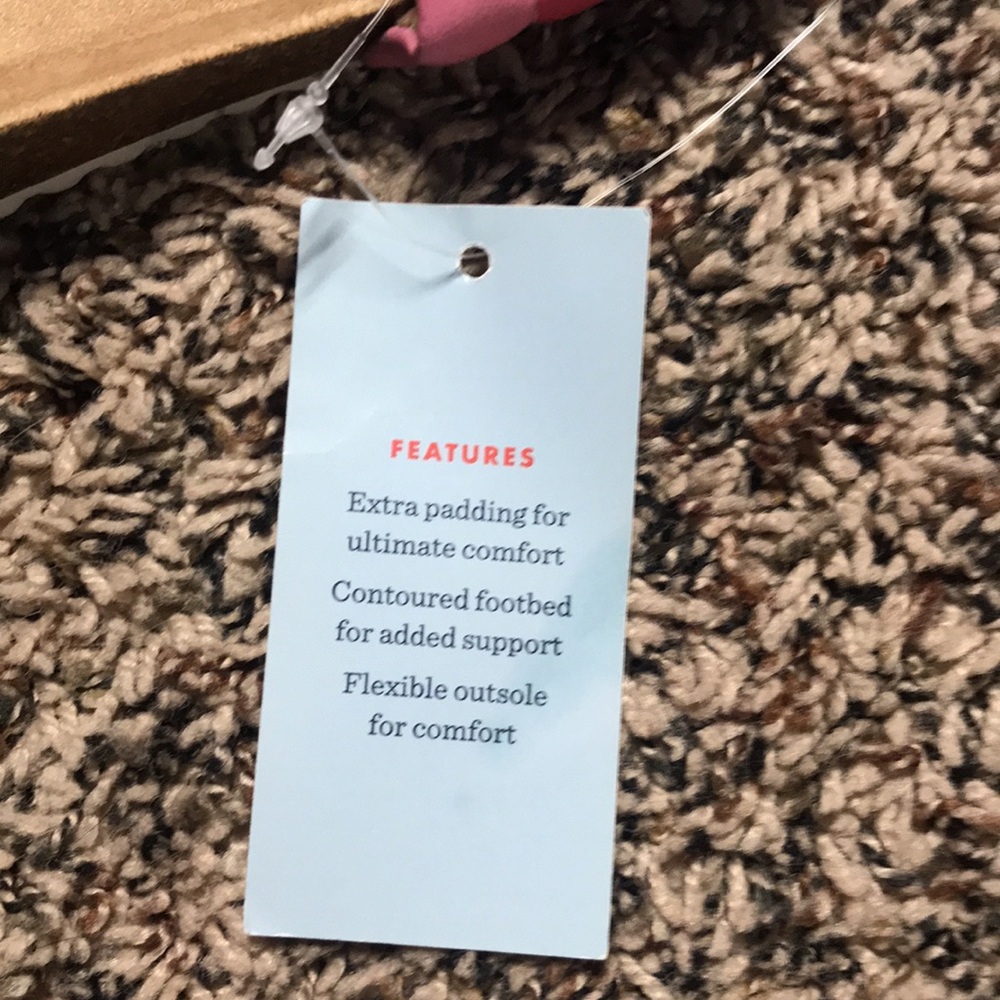 FEATURES
Extra padding for
ultimate comfort
Contoured footbed
for added support
Flexible outsole
for comfort